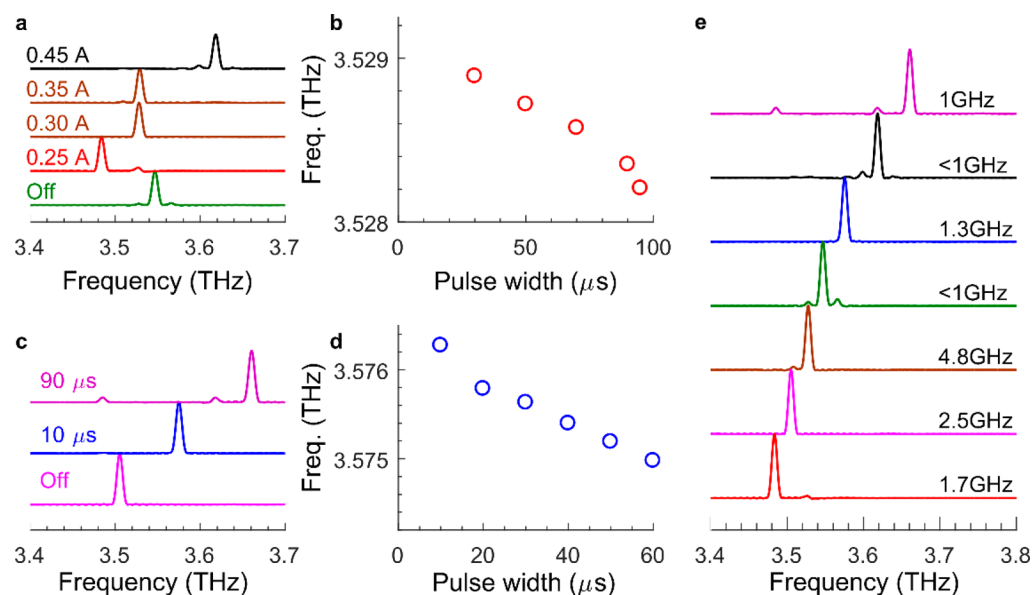 a
0.45 A
0.35 A
0.30 A
0.25 A
Off
3.4 3.5 3.6 3.7
Frequency (THz)
b
3.529
3.528
Freq. (THz)
0 50 100
Pulse width (μs)
c
90 μs
10 μs
Off
3.4 3.5 3.6 3.7
Frequency (THz)
d
3.576
3.575
Freq. (THz)
0 20 40 60
Pulse width (μs)
e
1GHz
<1GHz
1.3GHz
<1GHz
4.8GHz
2.5GHz
1.7GHz
3.4 3.5 3.6 3.7 3.8
Frequency (THz)